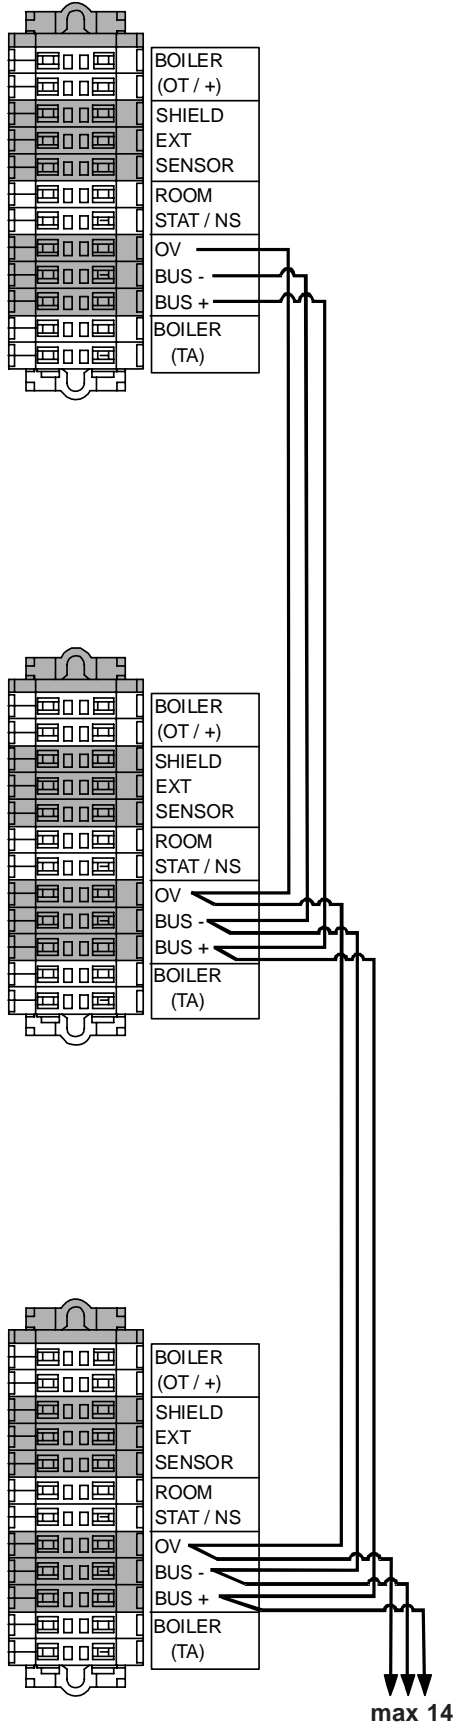 BOILER
(OT / +)
SHIELD
EXT
SENSOR
ROOM
STAT / NS
OV
BUS -
BUS +
BOILER
(TA)
BOILER
(OT / +)
SHIELD
EXT
SENSOR
ROOM
STAT / NS
OV
BUS -
BUS +
BOILER
(TA)
BOILER
(OT / +)
SHIELD
EXT
SENSOR
ROOM
STAT / NS
OV
BUS -
BUS +
BOILER
(TA)
max 14